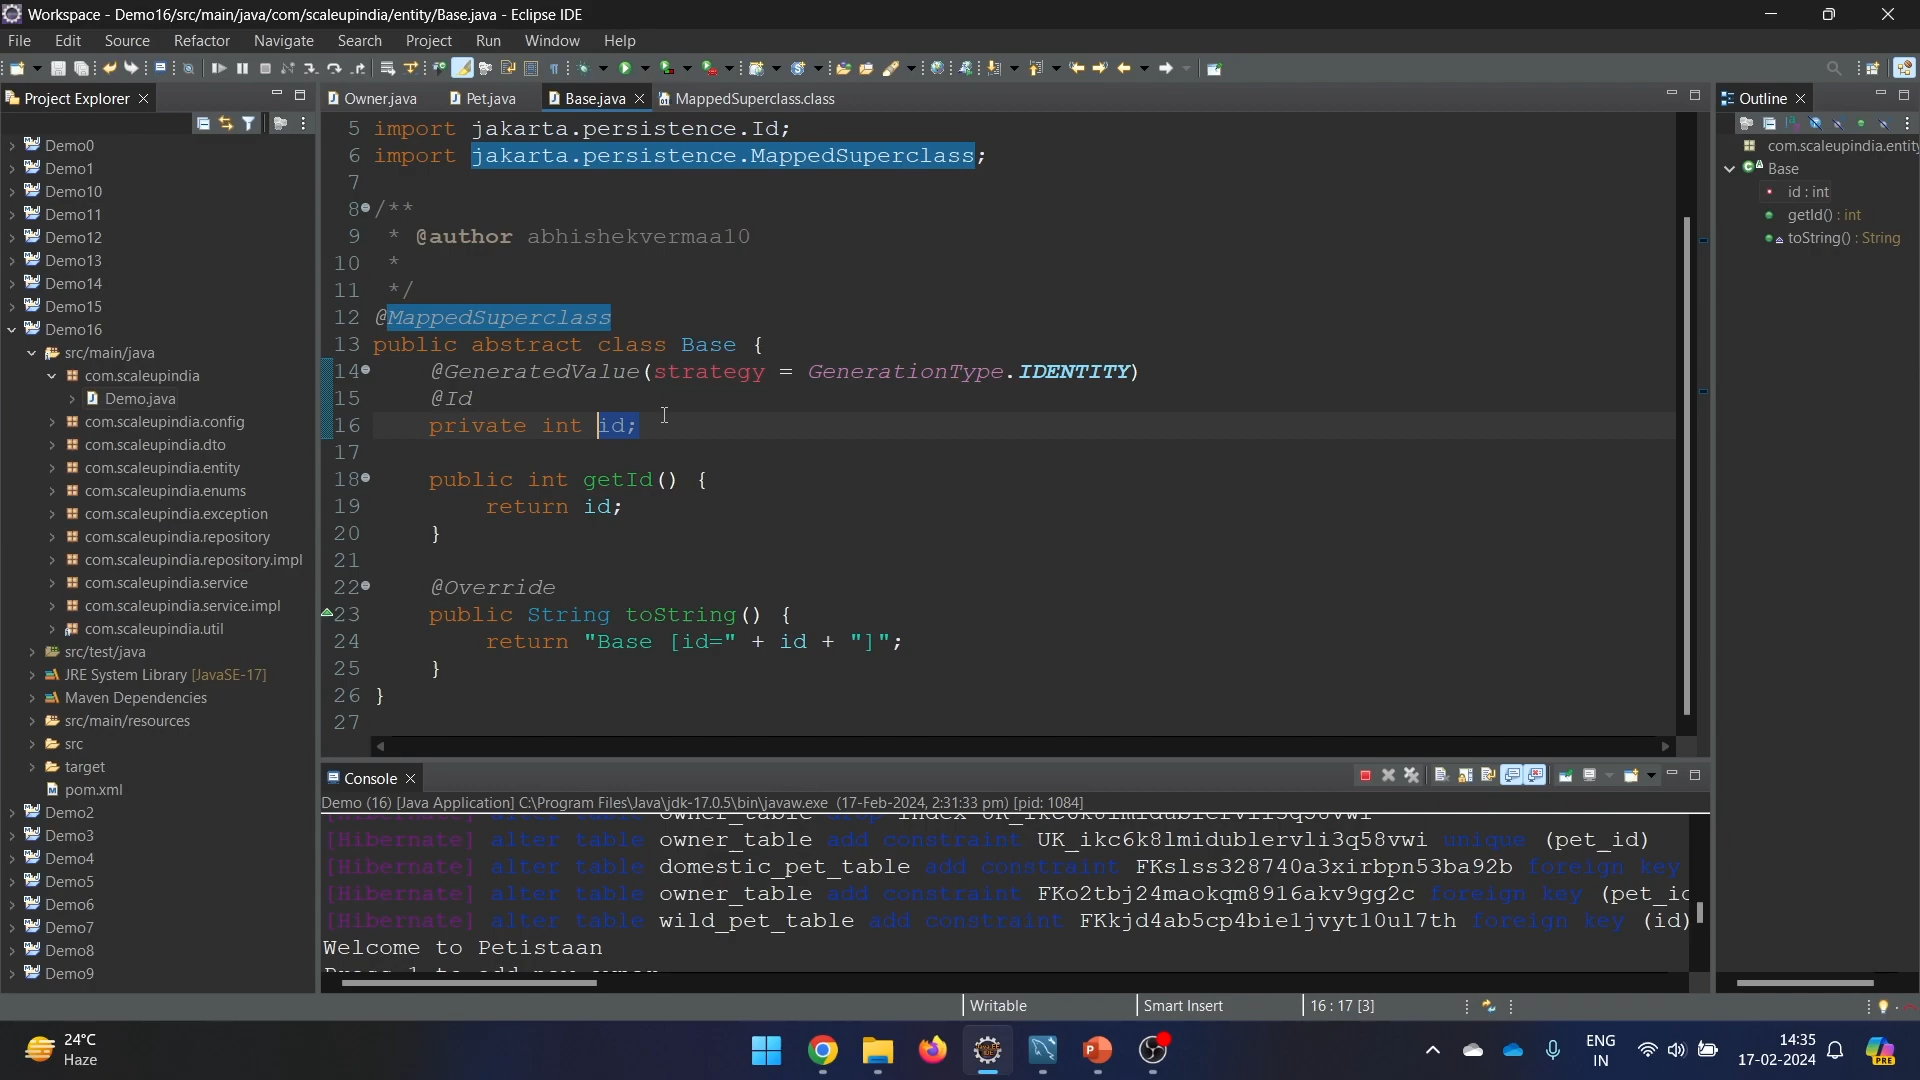 Workspace - Demo16/src/main/java/com/scaleupindia/entity/Base.java - Eclipse IDE
File Edit Source Refactor Navigate Search Project Run Window Help
Project Explorer
Demo0
Demo1
Demo10
Demo11
Demo12
Demo13
Demo14
Demo15
Demo16
src/main/java
com.scaleupindia
Demo.java
com.scaleupindia.config
com.scaleupindia.dto
com.scaleupindia.entity
com.scaleupindia.enums
com.scaleupindia.exception
com.scaleupindia.repository
com.scaleupindia.repository.impl
com.scaleupindia.service
com.scaleupindia.service.impl
com.scaleupindia.util
src/test/java
JRE System Library [JavaSE-17]
Maven Dependencies
src/main/resources
src
target
pom.xml
Demo2
Demo3
Demo4
Demo5
Demo6
Demo7
Demo8
Demo9
Owner.java Pet.java Base.java MappedSuperclass.class
5 import jakarta.persistence.Id;
6 import jakarta.persistence.MappedSuperclass;
7
8 /**
9 * @author abhishekvermaa10
10 *
11 */
12 @MappedSuperclass
13 public abstract class Base {
14 @GeneratedValue(strategy = GenerationType.IDENTITY)
15 @Id
16 private int id;
17
18 public int getId() {
19 return id;
20 }
21
22 @Override
23 public String toString() {
24 return "Base [id=" + id + "]";
25 }
26 }
27
Outline
com.scaleupindia.entity
Base
id : int
getId() : int
toString() : String
Console
Demo (16) [Java Application] C:\Program Files\Java\jdk-17.0.5\bin\javaw.exe (17-Feb-2024, 2:31:33 pm) [pid: 1084]
[Hibernate] alter table owner_table add constraint UK_ikc6k8lmidublervli3q58vwi unique (pet_id)
[Hibernate] alter table domestic_pet_table add constraint FKslss328740a3xirbpn53ba92b foreign key
[Hibernate] alter table owner_table add constraint FKo2tbj24maokqm8916akv9gg2c foreign key (pet_id
[Hibernate] alter table wild_pet_table add constraint FKkjd4ab5cp4bie1jvyt10ul7th foreign key (id)
Welcome to Petistaan
Writable Smart Insert 16 : 17 [3]
24°C
Haze
ENG
IN
14:35
17-02-2024
PRE